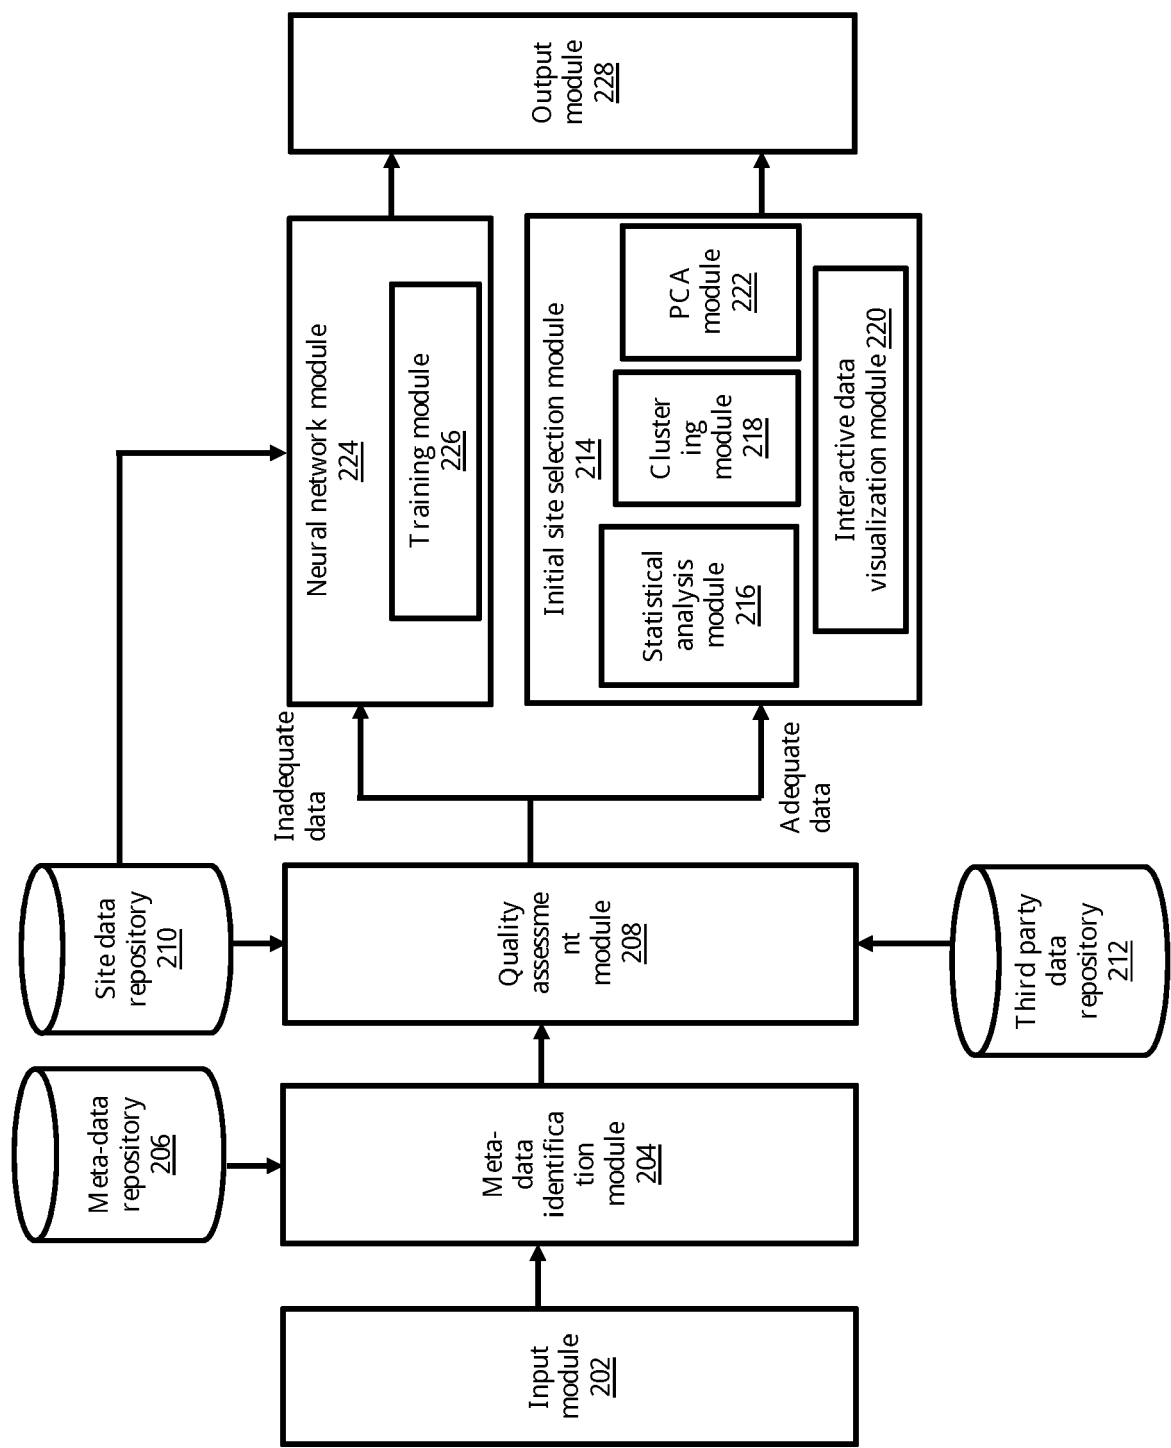 Input
module
202
Meta-data
repository
206
Meta-
data
identifica
tion
module
204
Site data
repository
210
Quality
assessme
nt
module
208
Third party
data
repository
212
Inadequate
data
Adequate
data
Neural network module
224
Training module
226
Initial site selection module
214
Statistical
analysis
module
216
Cluster
ing
module
218
PCA
module
222
Interactive data
visualization module 220
Output
module
228